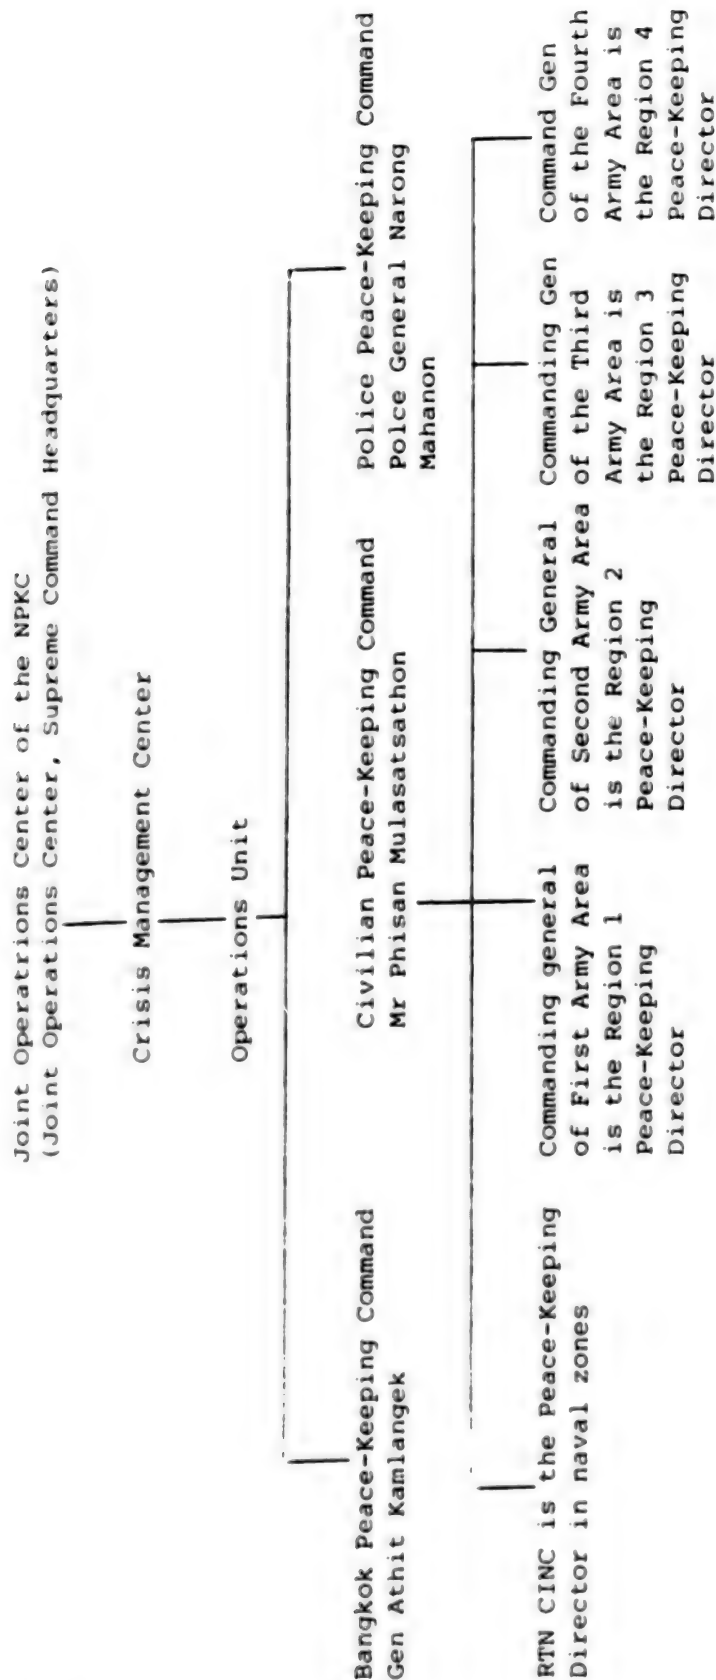 Joint Operatrions Center of the NPKC
(Joint Operations Center, Supreme Command Headquarters)
Crisis Management Center
Operations Unit
Bangkok Peace-Keeping Command
Gen Athit Kamlangek
Civilian Peace-Keeping Command
Mr Phisan Mulasatsathon
Police Peace-Keeping Command
Polce General Narong
Mahanon
RTN CINC is the Peace-Keeping
Director in naval zones
Commanding general
of First Army Area
is the Region 1
Peace-Keeping
Director
Commanding General
of Second Army Area
is the Region 2
Peace-Keeping
Director
Commanding Gen
of the Third
Army Area is
the Region 3
Peace-Keeping
Director
Command Gen
of the Fourth
Army Area is
the Region 4
Peace-Keeping
Director